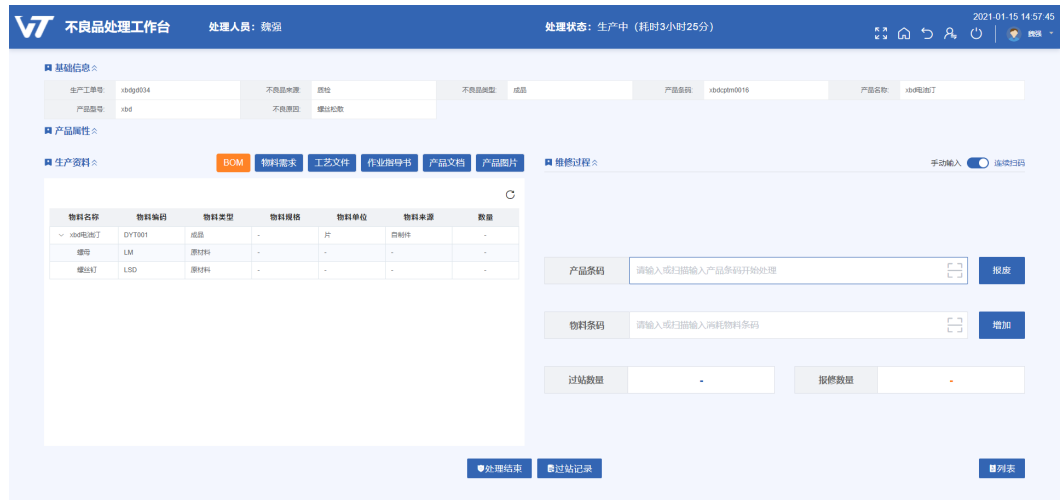 2021-01-15 14:57:45
不良品处理工作台 处理人员：魏强 处理状态：生产中（耗时3小时25分） 魏强
基础信息
生产工单号: xbdgd034 不良品来源: 质检 不良品类型: 成品 产品条码: xbdcptm0016 产品名称: xbd电池汀
产品型号: xbd 不良原因: 螺丝松散
产品属性
生产资料 BOM 物料需求 工艺文件 作业指导书 产品文档 产品图片 维修过程 手动输入 连续扫码
物料名称 物料编码 物料类型 物料规格 物料单位 物料来源 数量
xbd电池汀 DYT001 成品 - 片 自制件 -
螺母 LM 原材料 - - - -
螺丝钉 LSD 原材料 - - - -
产品条码 请输入或扫描输入产品条码开始处理 报废
物料条码 请输入或扫描输入消耗物料条码 增加
过站数量 - 报修数量 -
处理结束 过站记录 列表